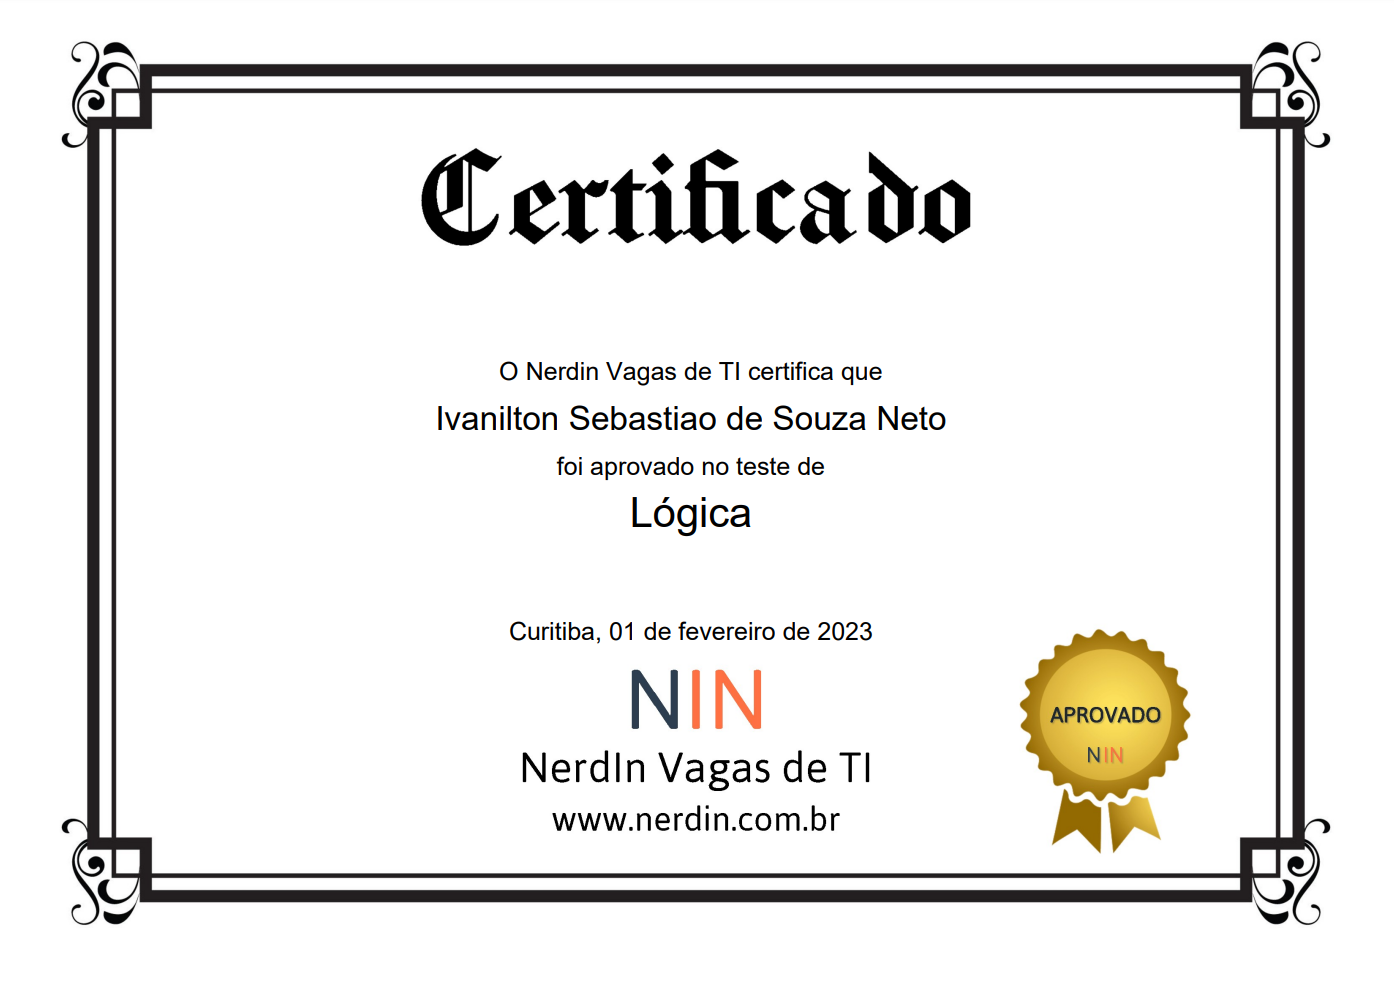 Certificado
O Nerdin Vagas de TI certifica que
Ivanilton Sebastiao de Souza Neto
foi aprovado no teste de
Lógica
Curitiba, 01 de fevereiro de 2023
NIN
NerdIn Vagas de TI
www.nerdin.com.br
APROVADO
NIN